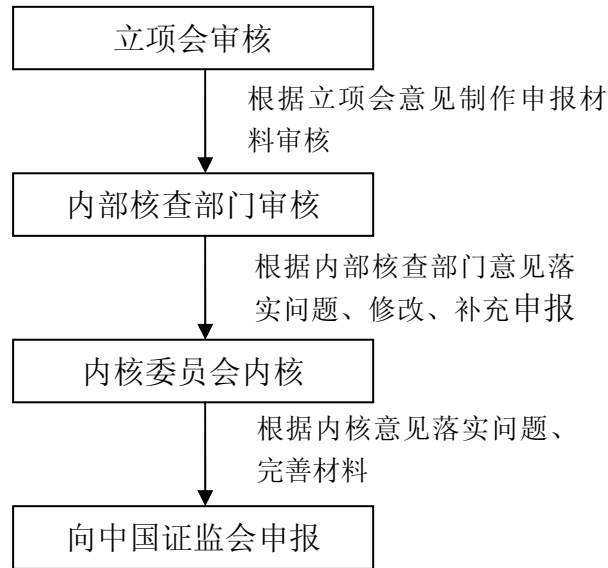 立项会审核
根据立项会意见制作申报材
料审核
内部核查部门审核
根据内部核查部门意见落
实问题、修改、补充申报
内核委员会内核
根据内核意见落实问题、
完善材料
向中国证监会申报